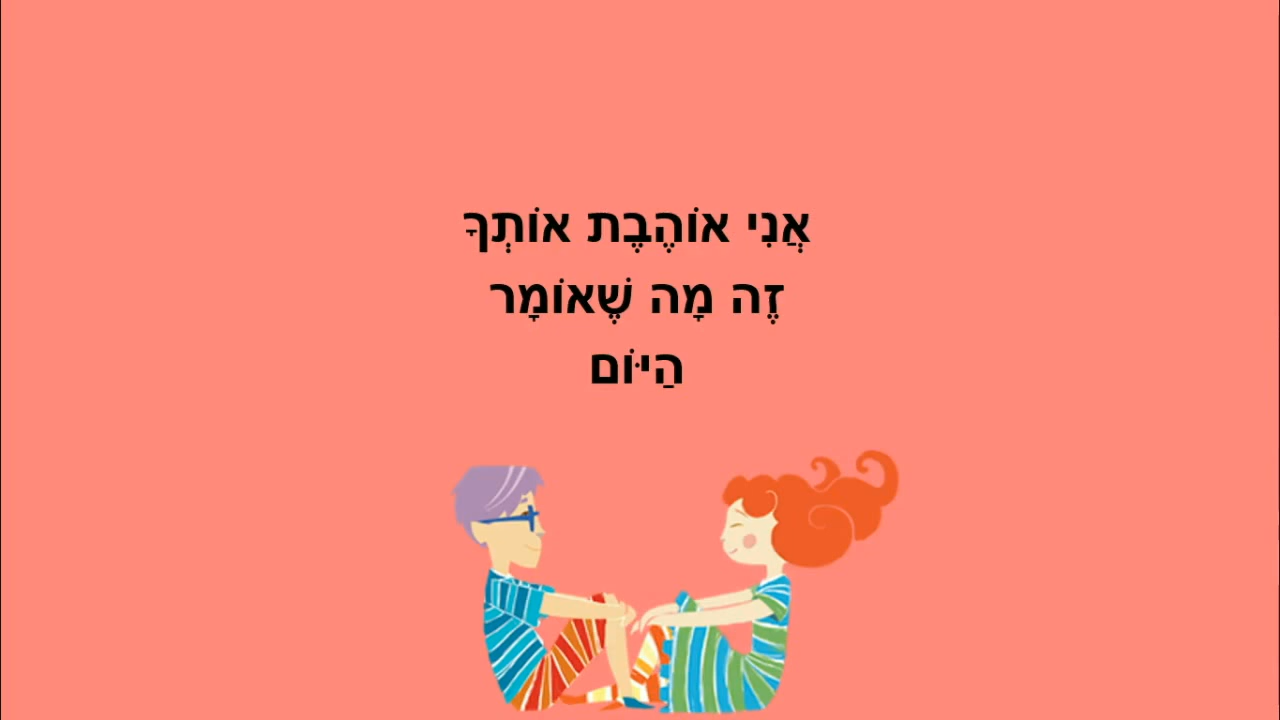 אֲנִי אוֹהֶבֶת אוֹתְךָ
זֶה מָה שֶׁאוֹמָר
הַיּוֹם